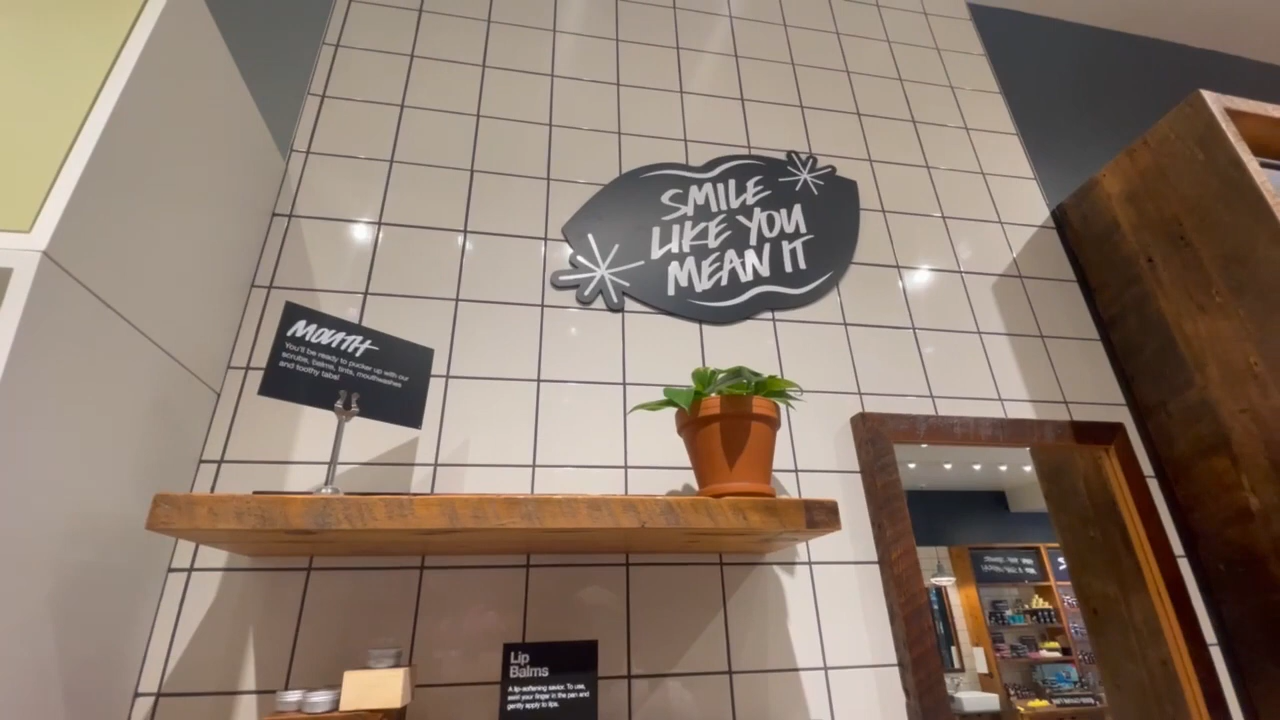 SMILE
LIKE YOU
MEAN IT
MOUTH
You'll be ready to pucker up with our
scrubs, balms, tints, mouthwashes
and toothy tabs!
Lip
Balms
A lip-softening savior. To use,
swirl your finger in the pan and
gently apply to lips.